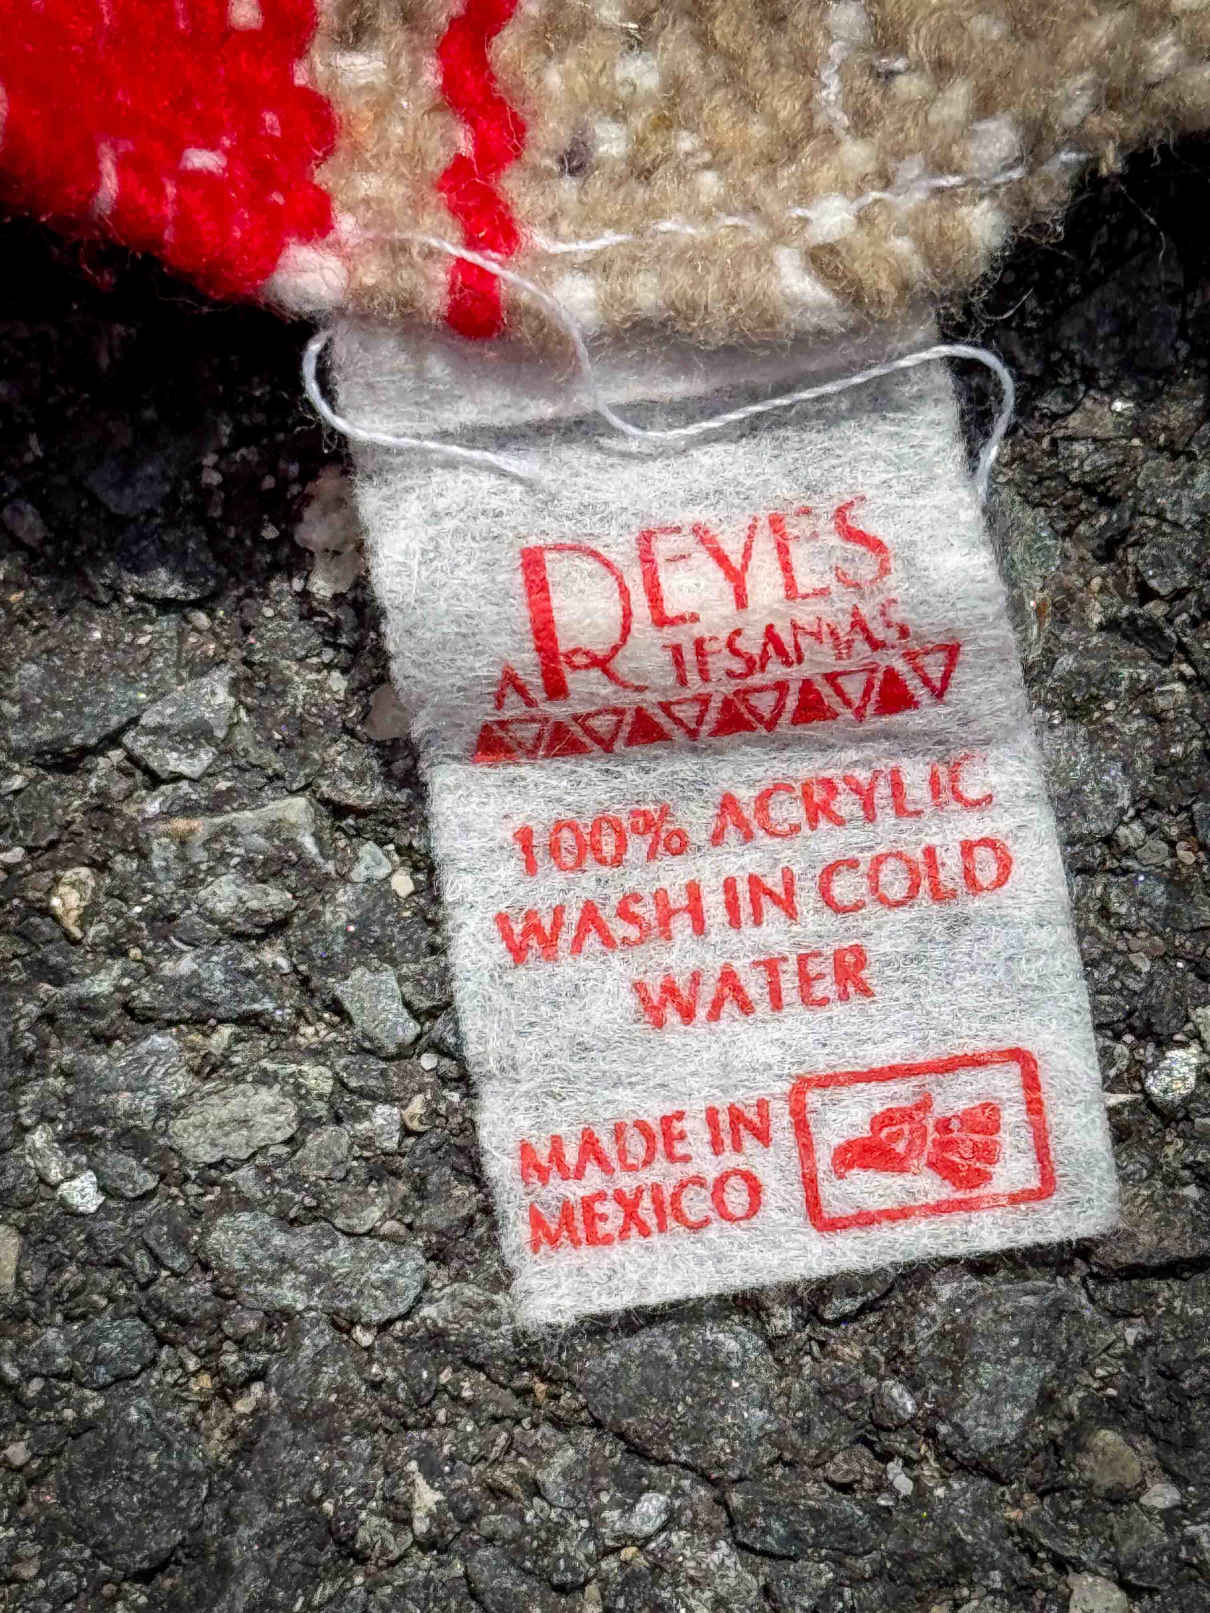 REYES
ARTESANIAS
100% ACRYLIC
WASH IN COLD
WATER
MADE IN
MEXICO